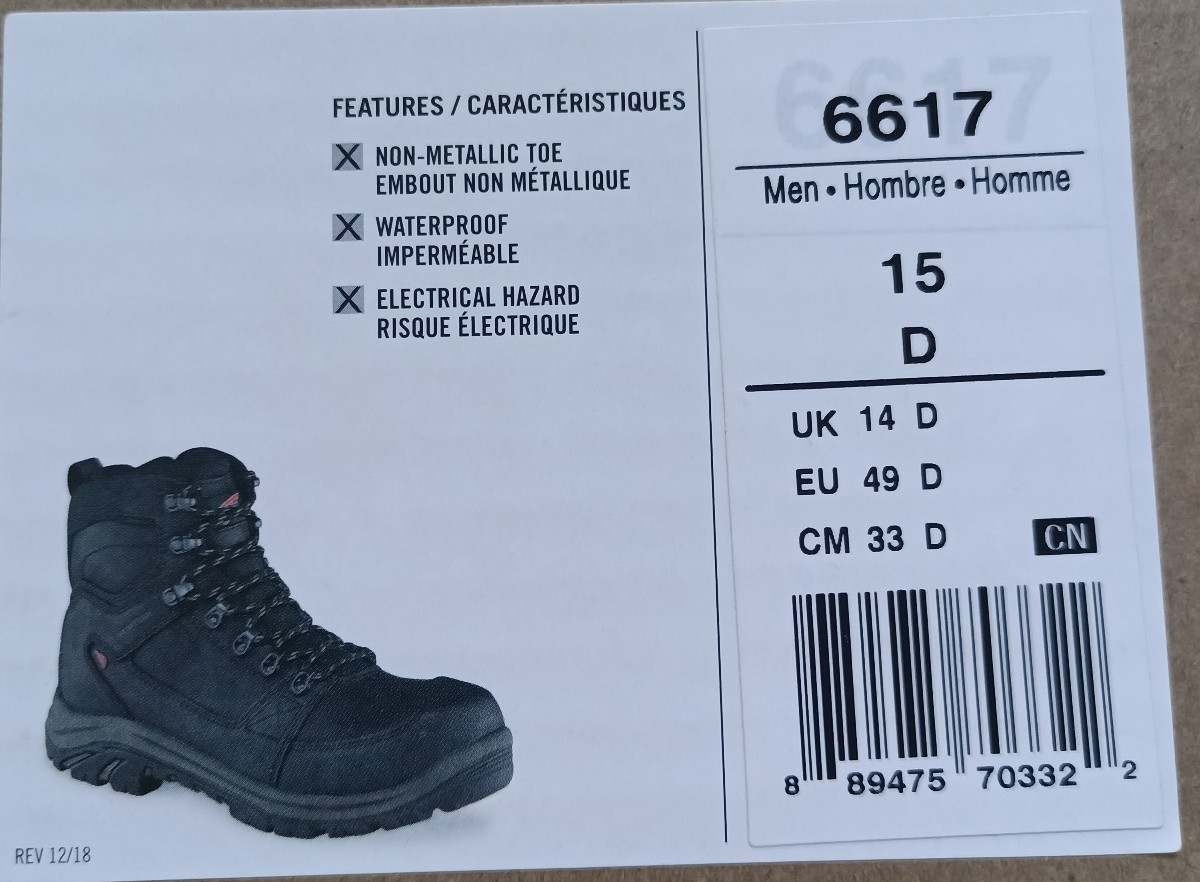 FEATURES / CARACTÉRISTIQUES
NON-METALLIC TOE
EMBOUT NON MÉTALLIQUE
WATERPROOF
IMPERMÉABLE
ELECTRICAL HAZARD
RISQUE ÉLECTRIQUE
REV 12/18
6617
6617
Men • Hombre • Homme
15
D
UK 14 D
EU 49 D
CM 33 D
CN
8 89475 70332 2